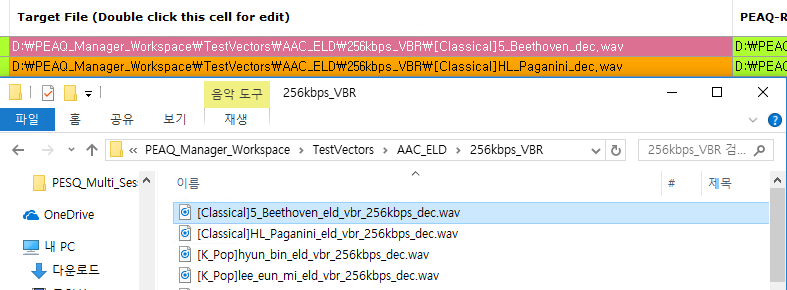 Target File (Double click this cell for edit) PEAQ-R
D:₩PEAQ_Manager_Workspace₩TestVectors₩AAC_ELD₩256kbps_VBR₩[Classical]5_Beethoven_dec.wav D:₩PEAQ_M
D:₩PEAQ_Manager_Workspace₩TestVectors₩AAC_ELD₩256kbps_VBR₩[Classical]HL_Paganini_dec.wav D:₩PEAQ_M
음악 도구 256kbps_VBR
파일 홈 공유 보기 재생
« PEAQ_Manager_Workspace > TestVectors > AAC_ELD > 256kbps_VBR 256kbps_VBR 검...
PESQ_Multi_Ses 이름 # 제목
OneDrive [Classical]5_Beethoven_eld_vbr_256kbps_dec.wav
[Classical]HL_Paganini_eld_vbr_256kbps_dec.wav
내 PC [K_Pop]hyun_bin_eld_vbr_256kbps_dec.wav
다운로드 [K_Pop]lee_eun_mi_eld_vbr_256kbps_dec.wav